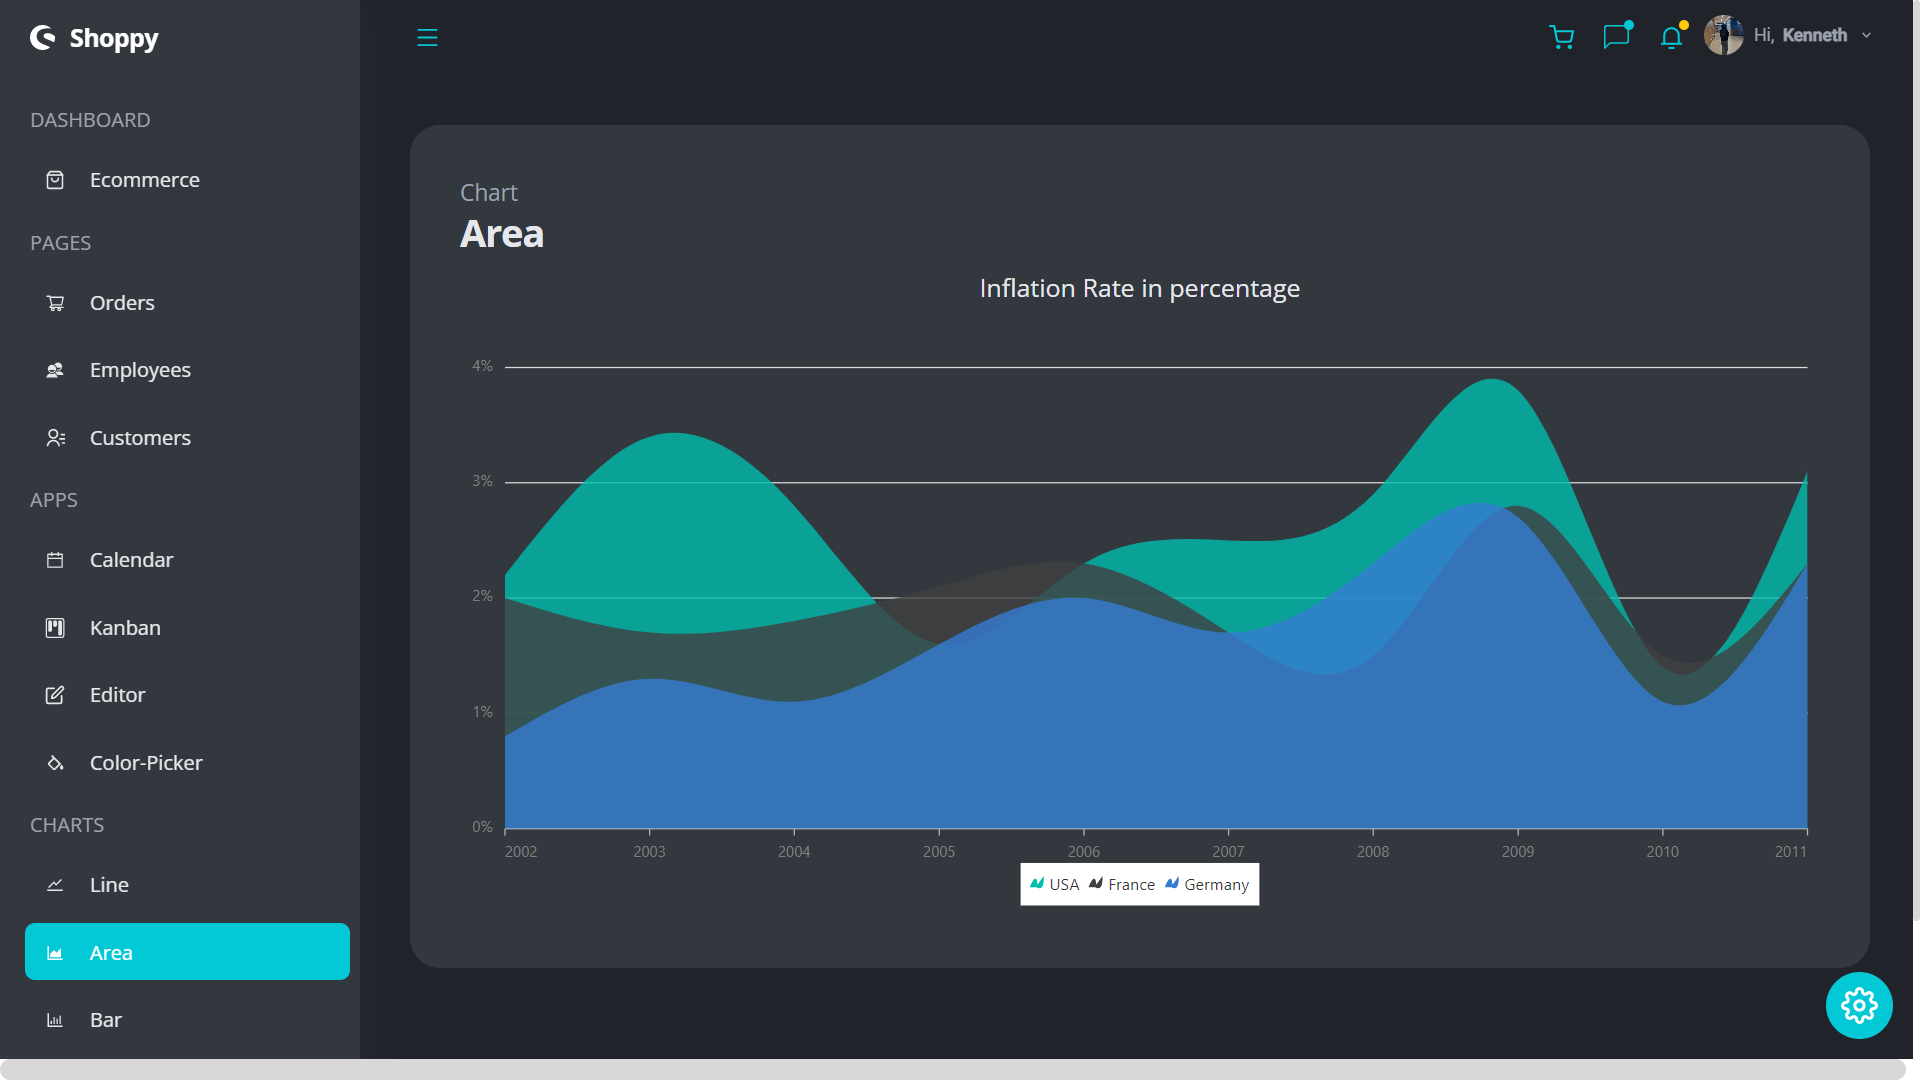 Shoppy
Hi, Kenneth
DASHBOARD
Ecommerce
PAGES
Orders
Employees
Customers
APPS
Calendar
Kanban
Editor
Color-Picker
CHARTS
Line
Area
Bar
Chart
Area
Inflation Rate in percentage
4%
3%
2%
1%
0%
2002 2003 2004 2005 2006 2007 2008 2009 2010 2011
USA France Germany